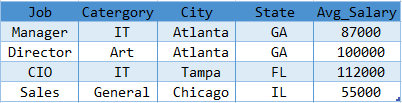 Job Catergory City State Avg_Salary
Manager IT Atlanta GA 87000
Director Art Atlanta GA 100000
CIO IT Tampa FL 112000
Sales General Chicago IL 55000